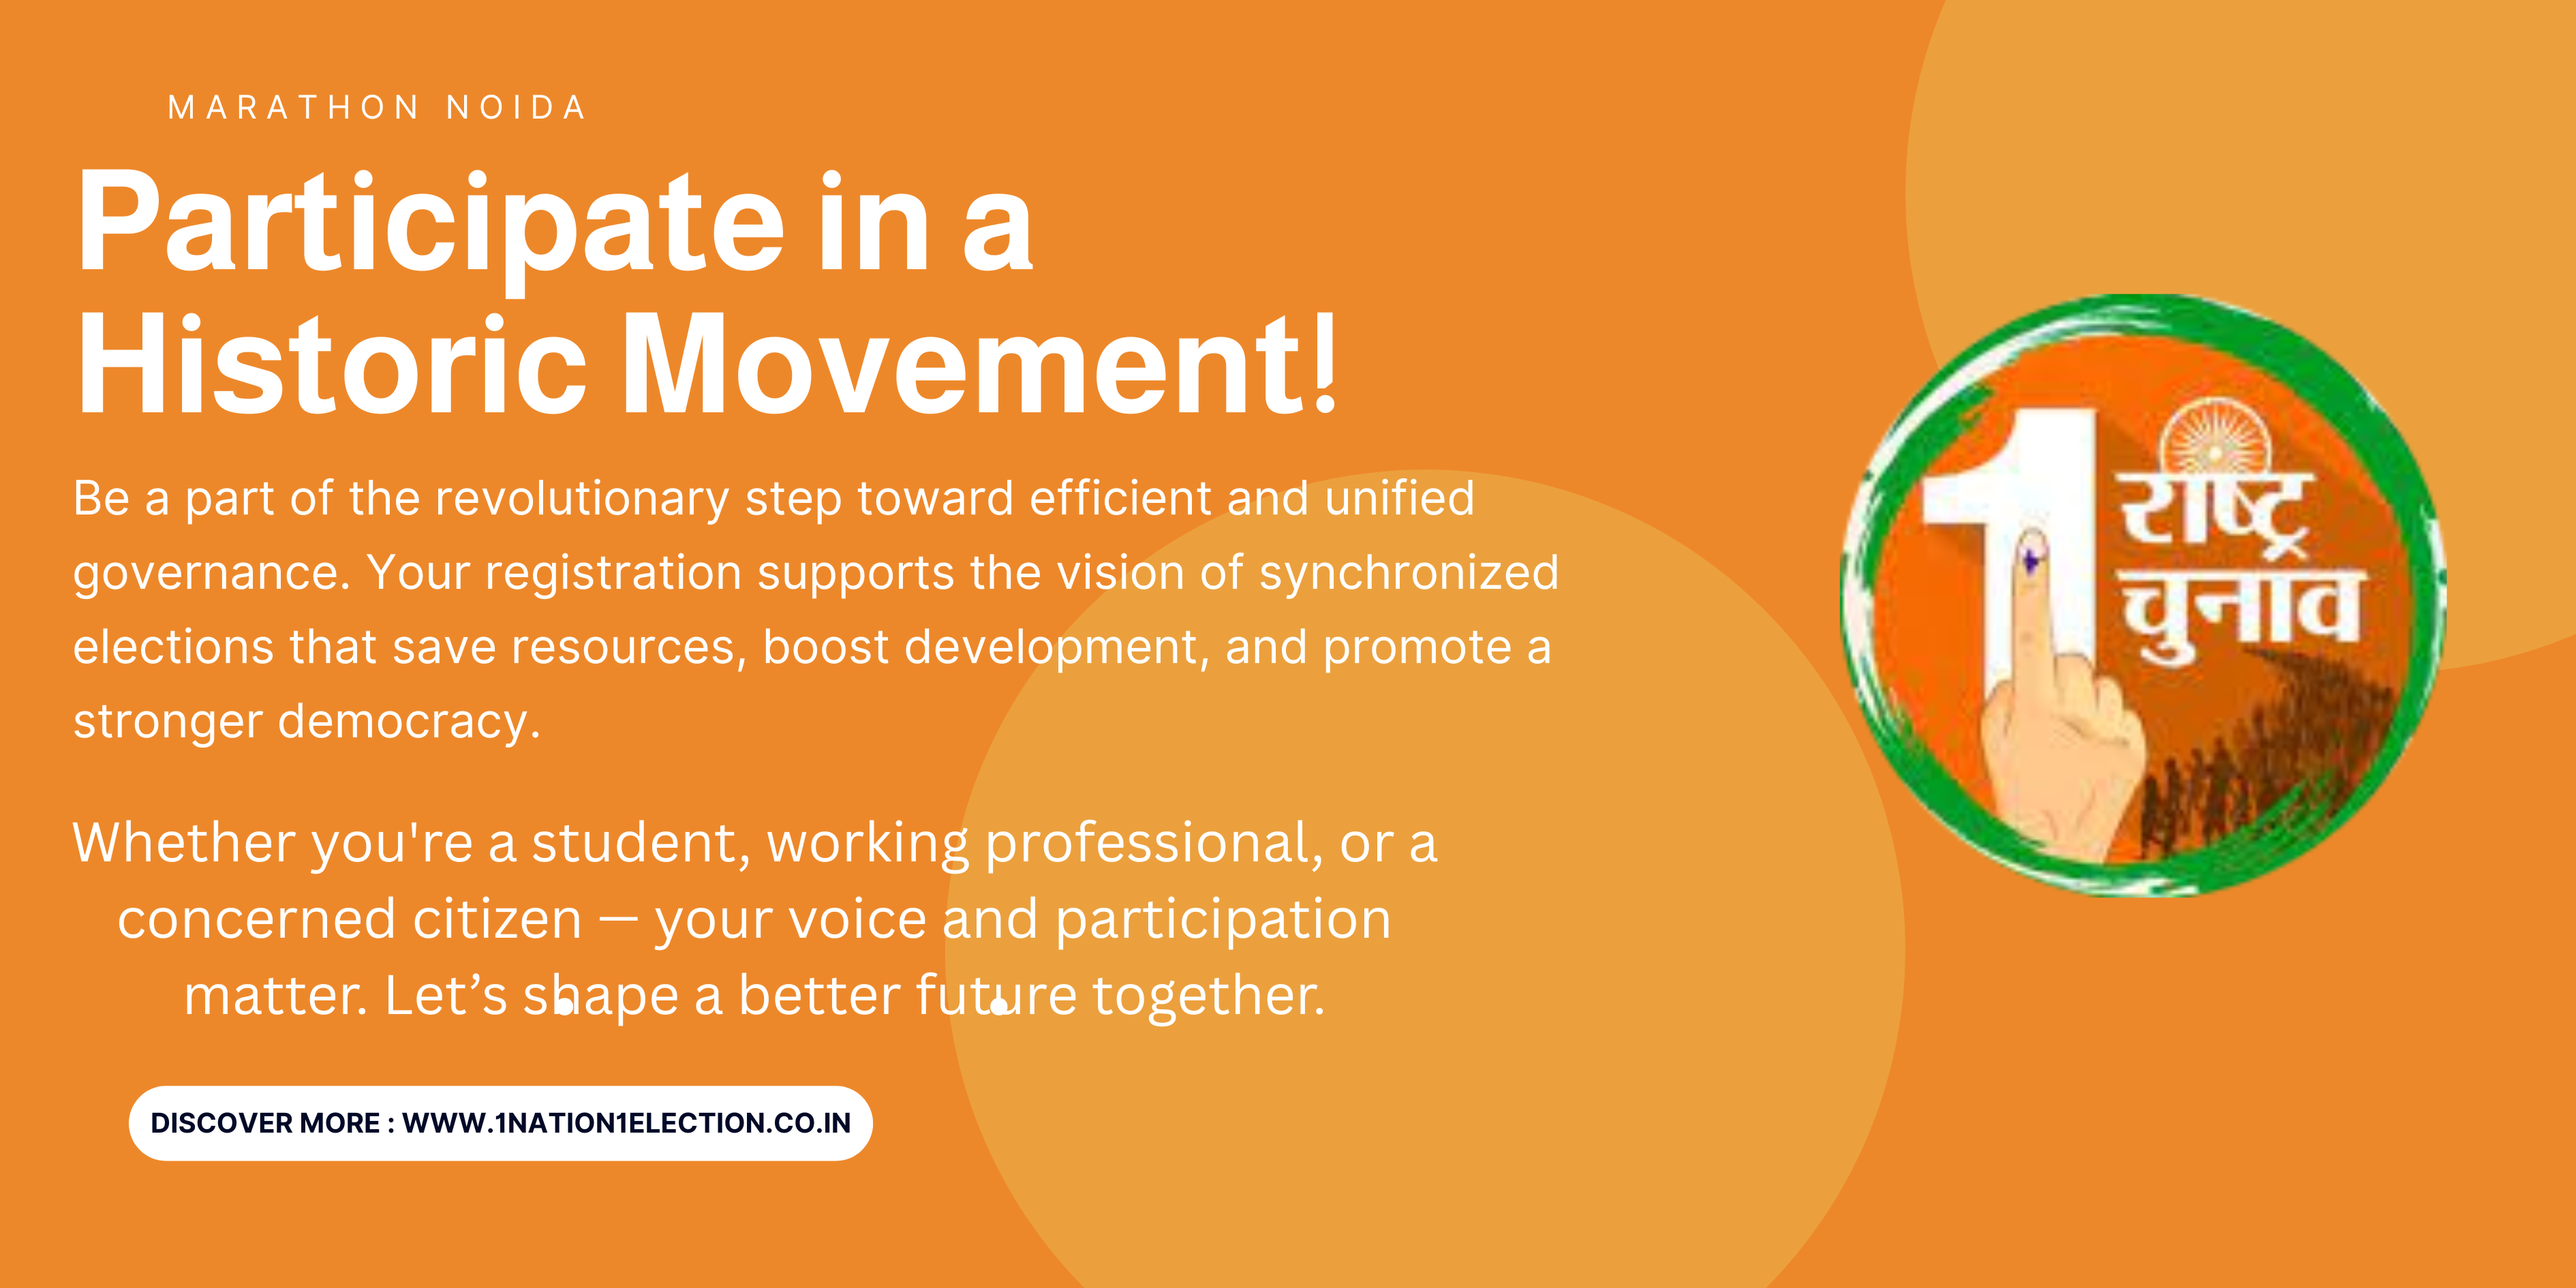 MARATHON NOIDA
Participate in a
Historic Movement!
Be a part of the revolutionary step toward efficient and unified
governance. Your registration supports the vision of synchronized
elections that save resources, boost development, and promote a
stronger democracy.
Whether you're a student, working professional, or a
concerned citizen — your voice and participation
matter. Let’s shape a better future together.
DISCOVER MORE : WWW.1NATION1ELECTION.CO.IN
1 राष्ट्र
चुनाव